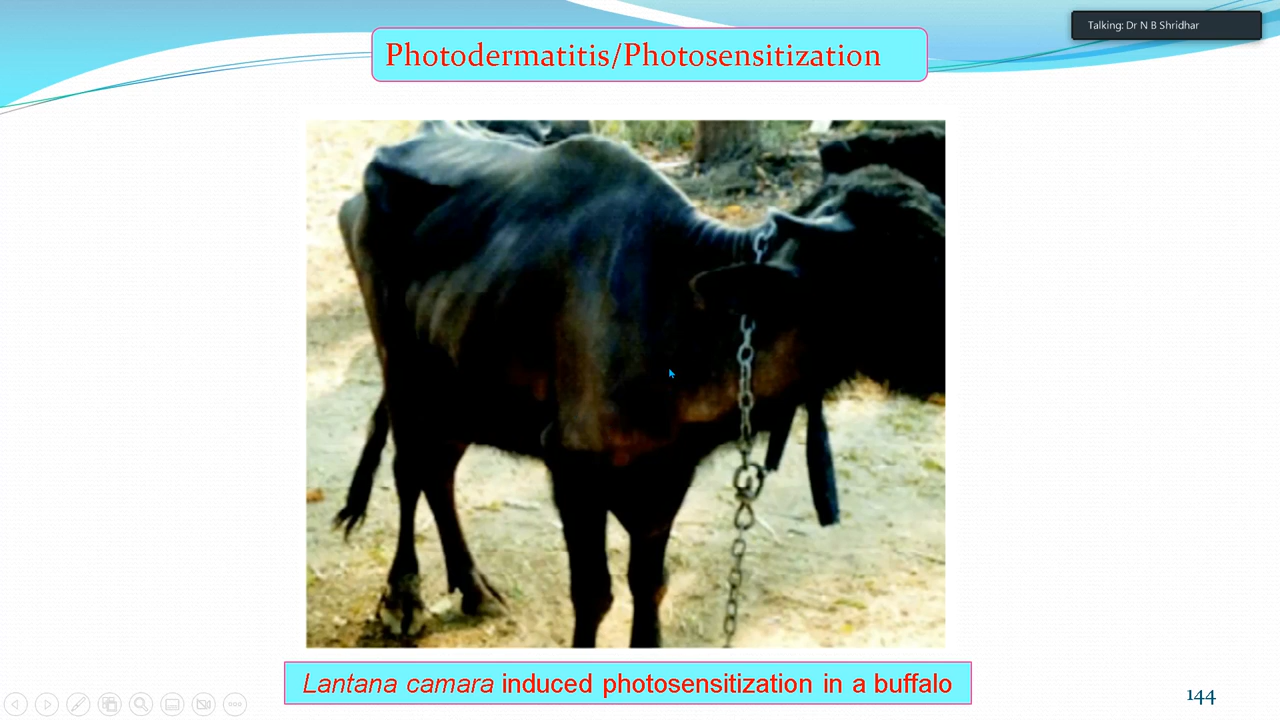 Talking: Dr N B Shridhar
Photodermatitis/Photosensitization
Lantana camara induced photosensitization in a buffalo
144